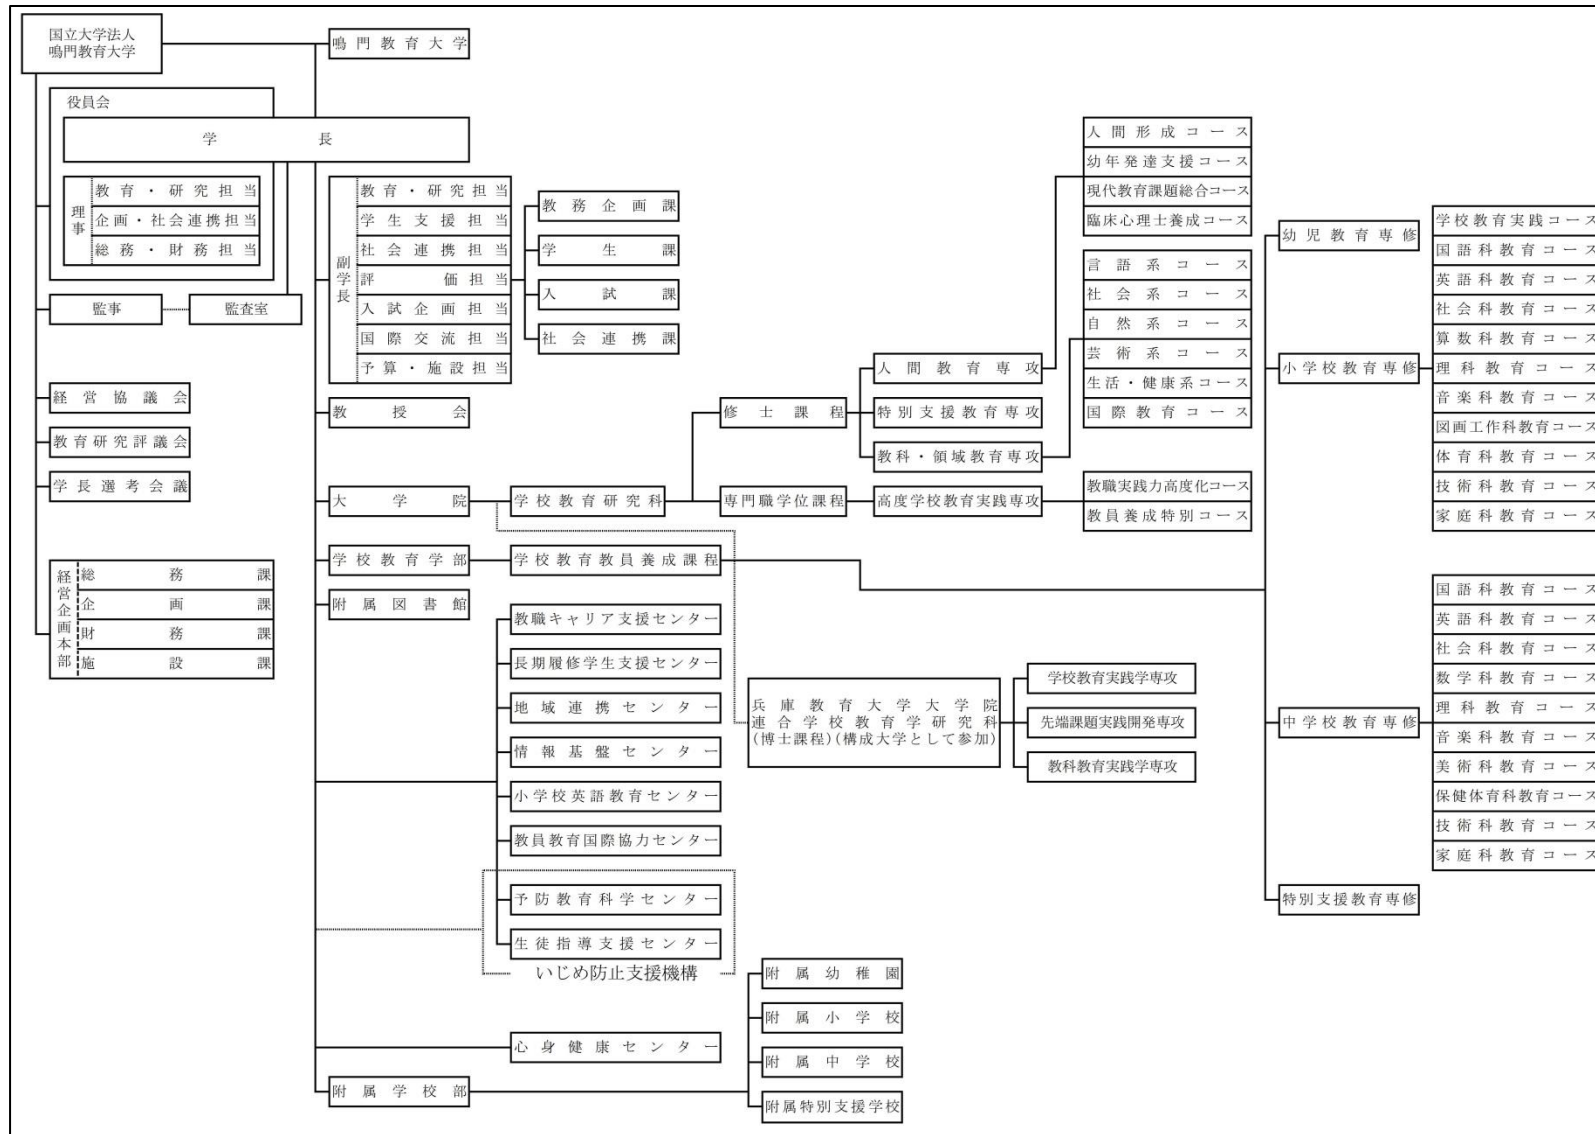 国立大学法人
鳴門教育大学
鳴門教育大学
役員会
学長
理事
教育・研究担当
企画・社会連携担当
総務・財務担当
監事
監査室
経営協議会
教育研究評議会
学長選考会議
経営企画本部
総務課
企画課
財務課
施設課
副学長
教育・研究担当
学生支援担当
社会連携担当
評価担当
入試企画担当
国際交流担当
予算・施設担当
教務企画課
学生課
入試課
社会連携課
教授会
大学院
学校教育研究科
修士課程
人間教育専攻
特別支援教育専攻
教科・領域教育専攻
人間形成コース
幼年発達支援コース
現代教育課題総合コース
臨床心理士養成コース
言語系コース
社会系コース
自然系コース
芸術系コース
生活・健康系コース
国際教育コース
専門職学位課程
高度学校教育実践専攻
教職実践力高度化コース
教員養成特別コース
学校教育学部
学校教育教員養成課程
幼児教育専修
小学校教育専修
学校教育実践コース
国語科教育コース
英語科教育コース
社会科教育コース
算数科教育コース
理科教育コース
音楽科教育コース
図画工作科教育コース
体育科教育コース
技術科教育コース
家庭科教育コース
中学校教育専修
国語科教育コース
英語科教育コース
社会科教育コース
数学科教育コース
理科教育コース
音楽科教育コース
美術科教育コース
保健体育科教育コース
技術科教育コース
家庭科教育コース
特別支援教育専修
附属図書館
教職キャリア支援センター
長期履修学生支援センター
地域連携センター
情報基盤センター
小学校英語教育センター
教員教育国際協力センター
予防教育科学センター
生徒指導支援センター
いじめ防止支援機構
兵庫教育大学大学院
連合学校教育学研究科
(博士課程)(構成大学として参加)
学校教育実践学専攻
先端課題実践開発専攻
教科教育実践学専攻
心身健康センター
附属学校部
附属幼稚園
附属小学校
附属中学校
附属特別支援学校